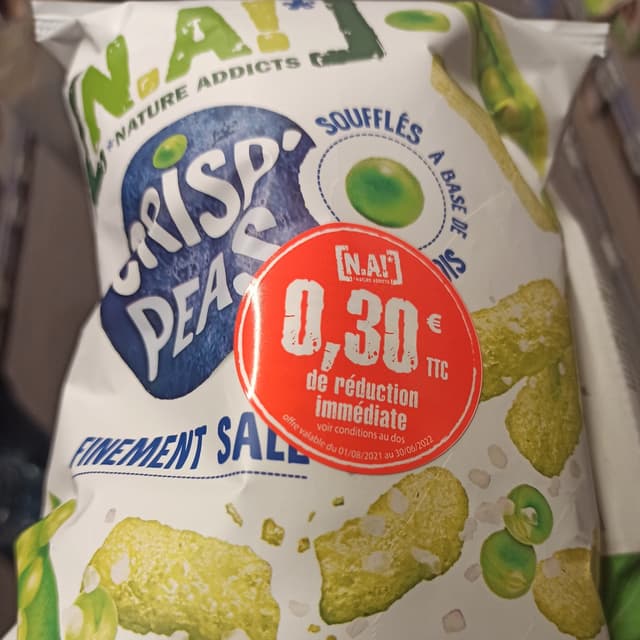 [N.A!*]
*NATURE ADDICTS
CRISP'
PEAS
SOUFFLÉS À BASE DE
FINEMENT SALÉ
[N.A!*]
*NATURE ADDICTS
0,30€
TTC
de réduction
immédiate
voir conditions au dos
offre valable du 01/08/2021 au 30/06/2022